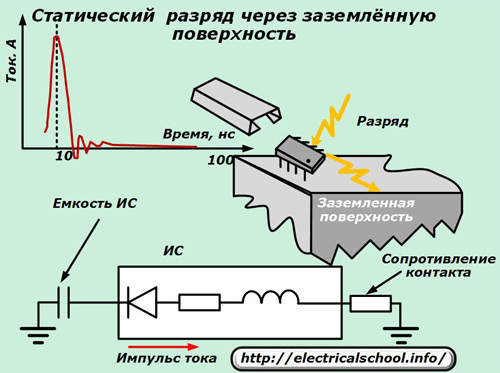 Статический разряд через заземлённую
поверхность
Ток. А
Время, нс
10
100
Разряд
Заземленная
поверхность
Емкость ИС
ИС
Сопротивление
контакта
Импульс тока
http://electricalschool.info/